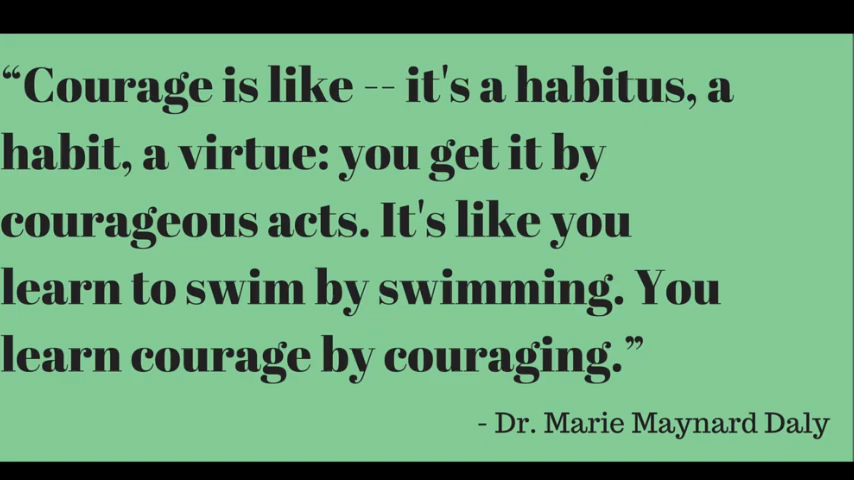 “Courage is like -- it's a habitus, a
habit, a virtue: you get it by
courageous acts. It's like you
learn to swim by swimming. You
learn courage by couraging.”
- Dr. Marie Maynard Daly